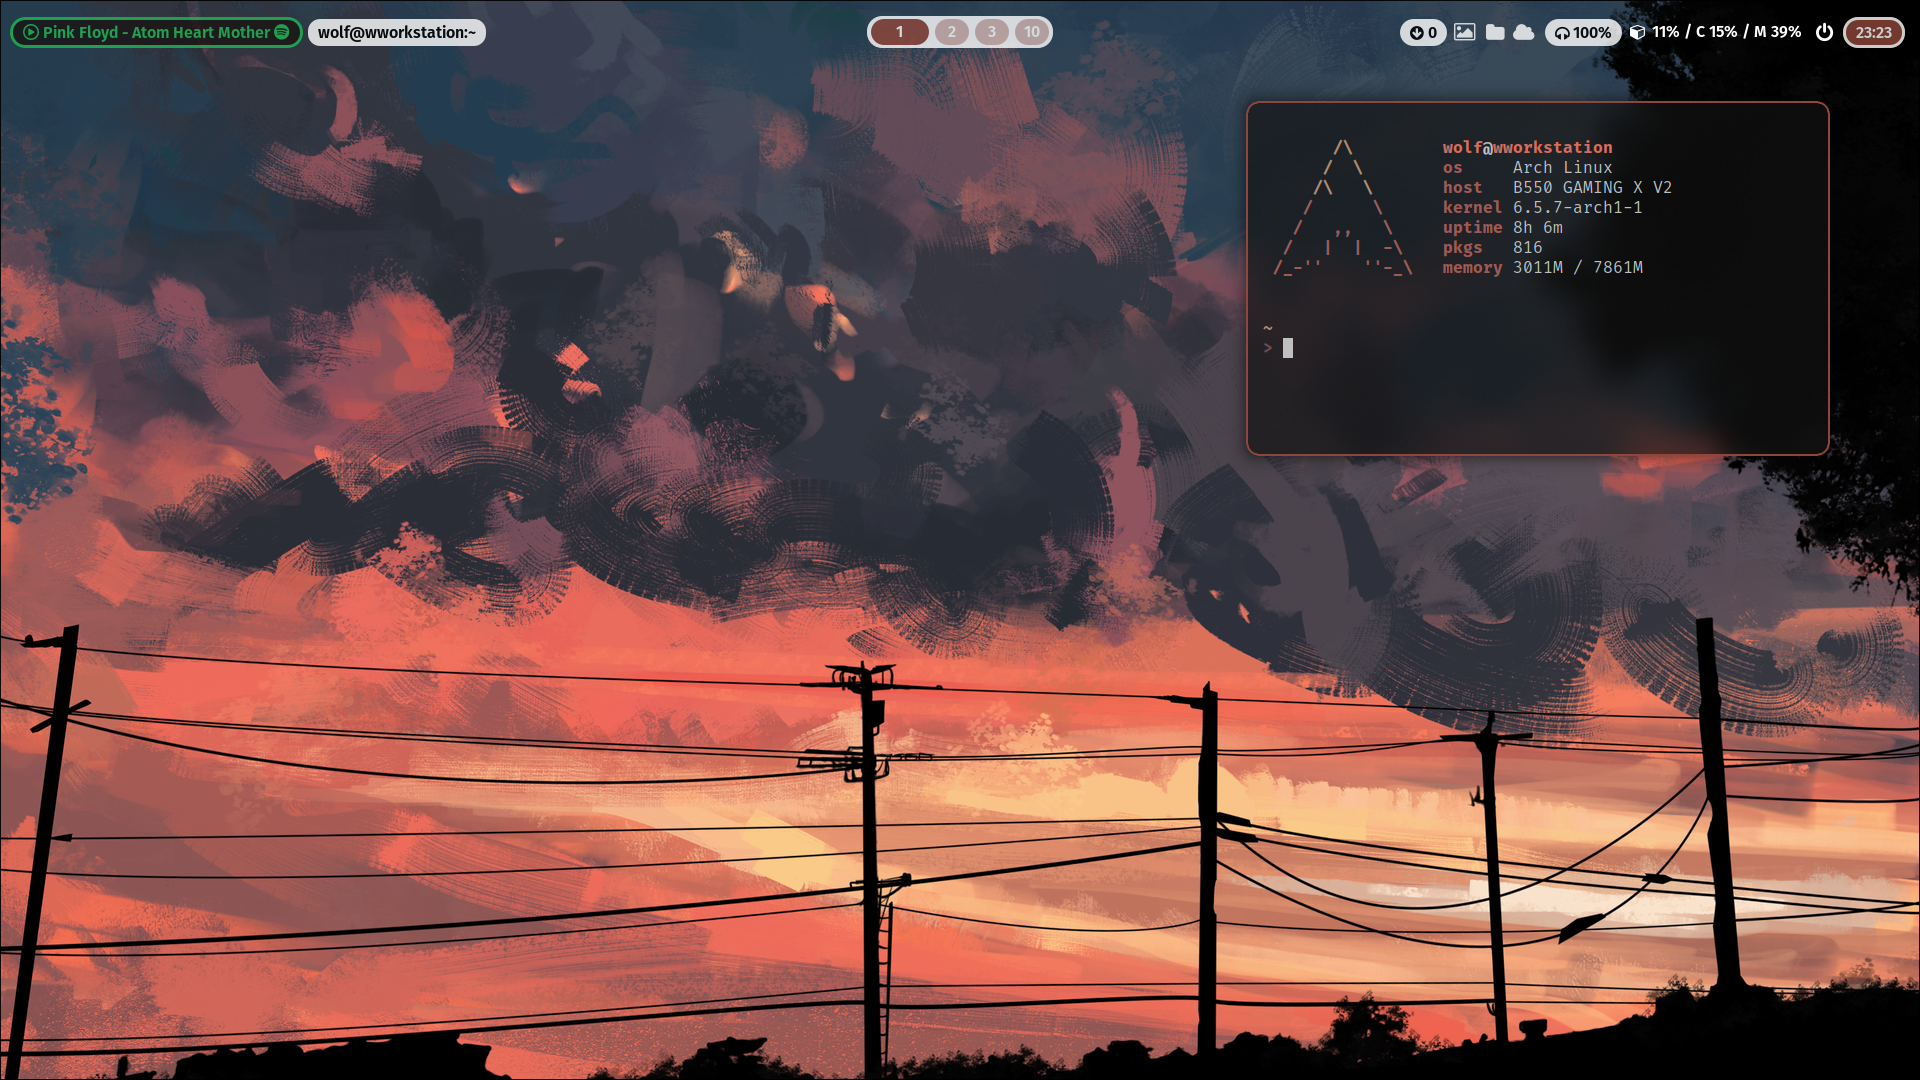 Pink Floyd - Atom Heart Mother
wolf@wworkstation:~
1 2 3 10
0
100%
11% / C 15% / M 39%
23:23
/\
/  \
/\   \
/      \
/   ,,   \
/   |  |  -\
/_-''    ''-_\
wolf@wworkstation
os Arch Linux
host B550 GAMING X V2
kernel 6.5.7-arch1-1
uptime 8h 6m
pkgs 816
memory 3011M / 7861M
~
>